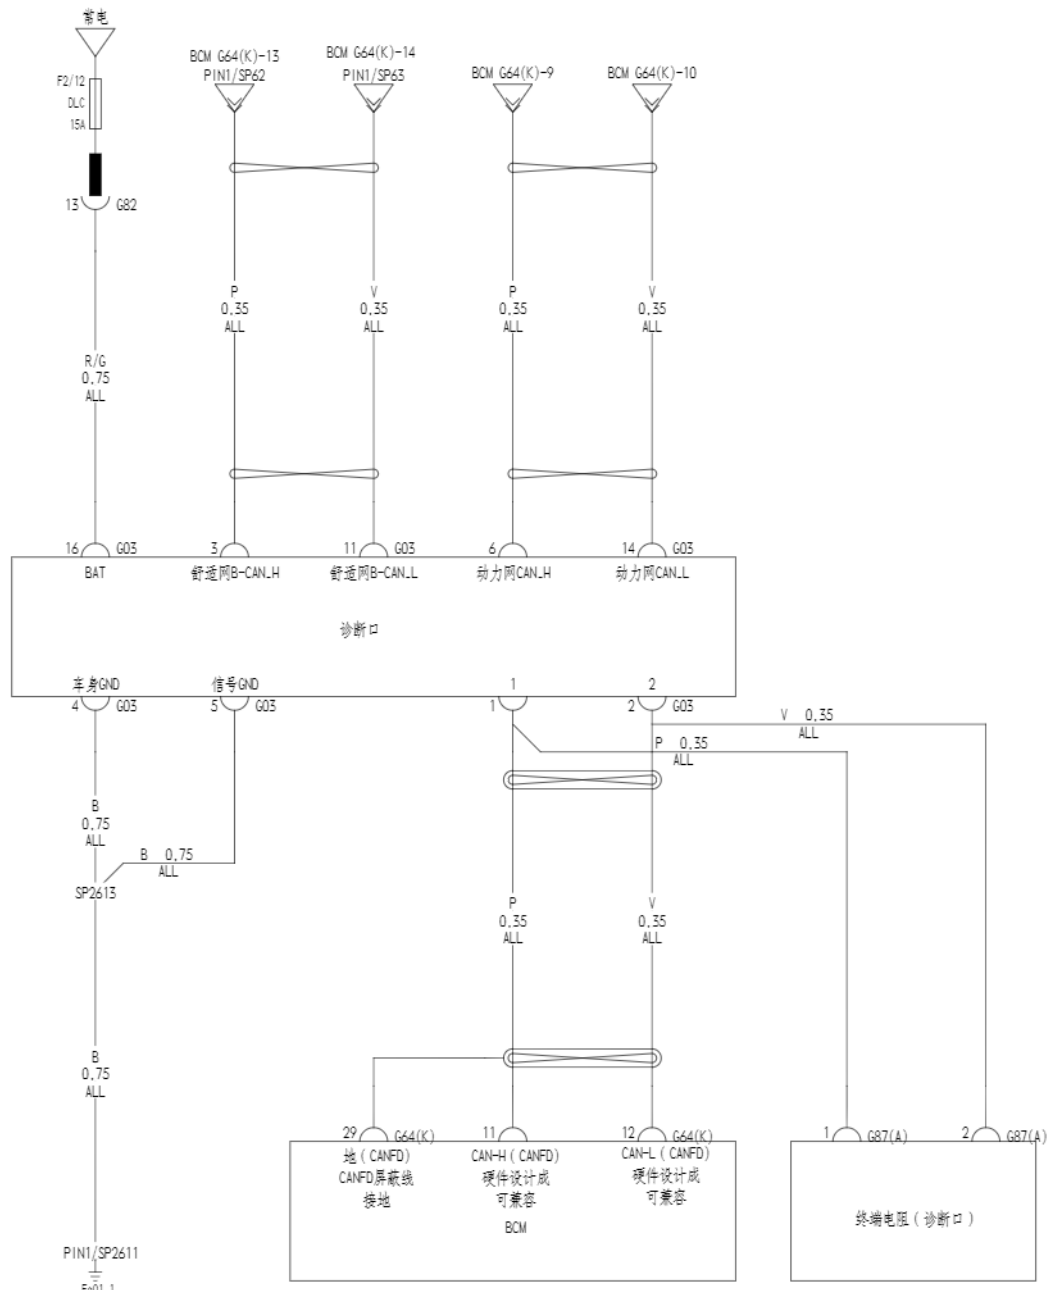 常电
F2/12
DLC
15A
13 G82
BCM G64(K)-13
PIN1/SP62
BCM G64(K)-14
PIN1/SP63
BCM G64(K)-9
BCM G64(K)-10
P
0.35
ALL
V
0.35
ALL
P
0.35
ALL
V
0.35
ALL
R/G
0.75
ALL
16 G03
3
11 G03
6
14 G03
BAT
舒适网B-CAN_H
舒适网B-CAN_L
动力网CAN_H
动力网CAN_L
诊断口
车身GND
信号GND
1
2
4 G03
5 G03
1
2 G03
V 0.35
ALL
P 0.35
ALL
B
0.75
ALL
B 0.75
ALL
SP2613
P
0.35
ALL
V
0.35
ALL
B
0.75
ALL
29 G64(K)
11
12 G64(K)
1 G87(A)
2 G87(A)
地(CANFD)
CANFD屏蔽线
接地
CAN-H(CANFD)
硬件设计成
可兼容
CAN-L(CANFD)
硬件设计成
可兼容
BCM
终端电阻(诊断口)
PIN1/SP2611